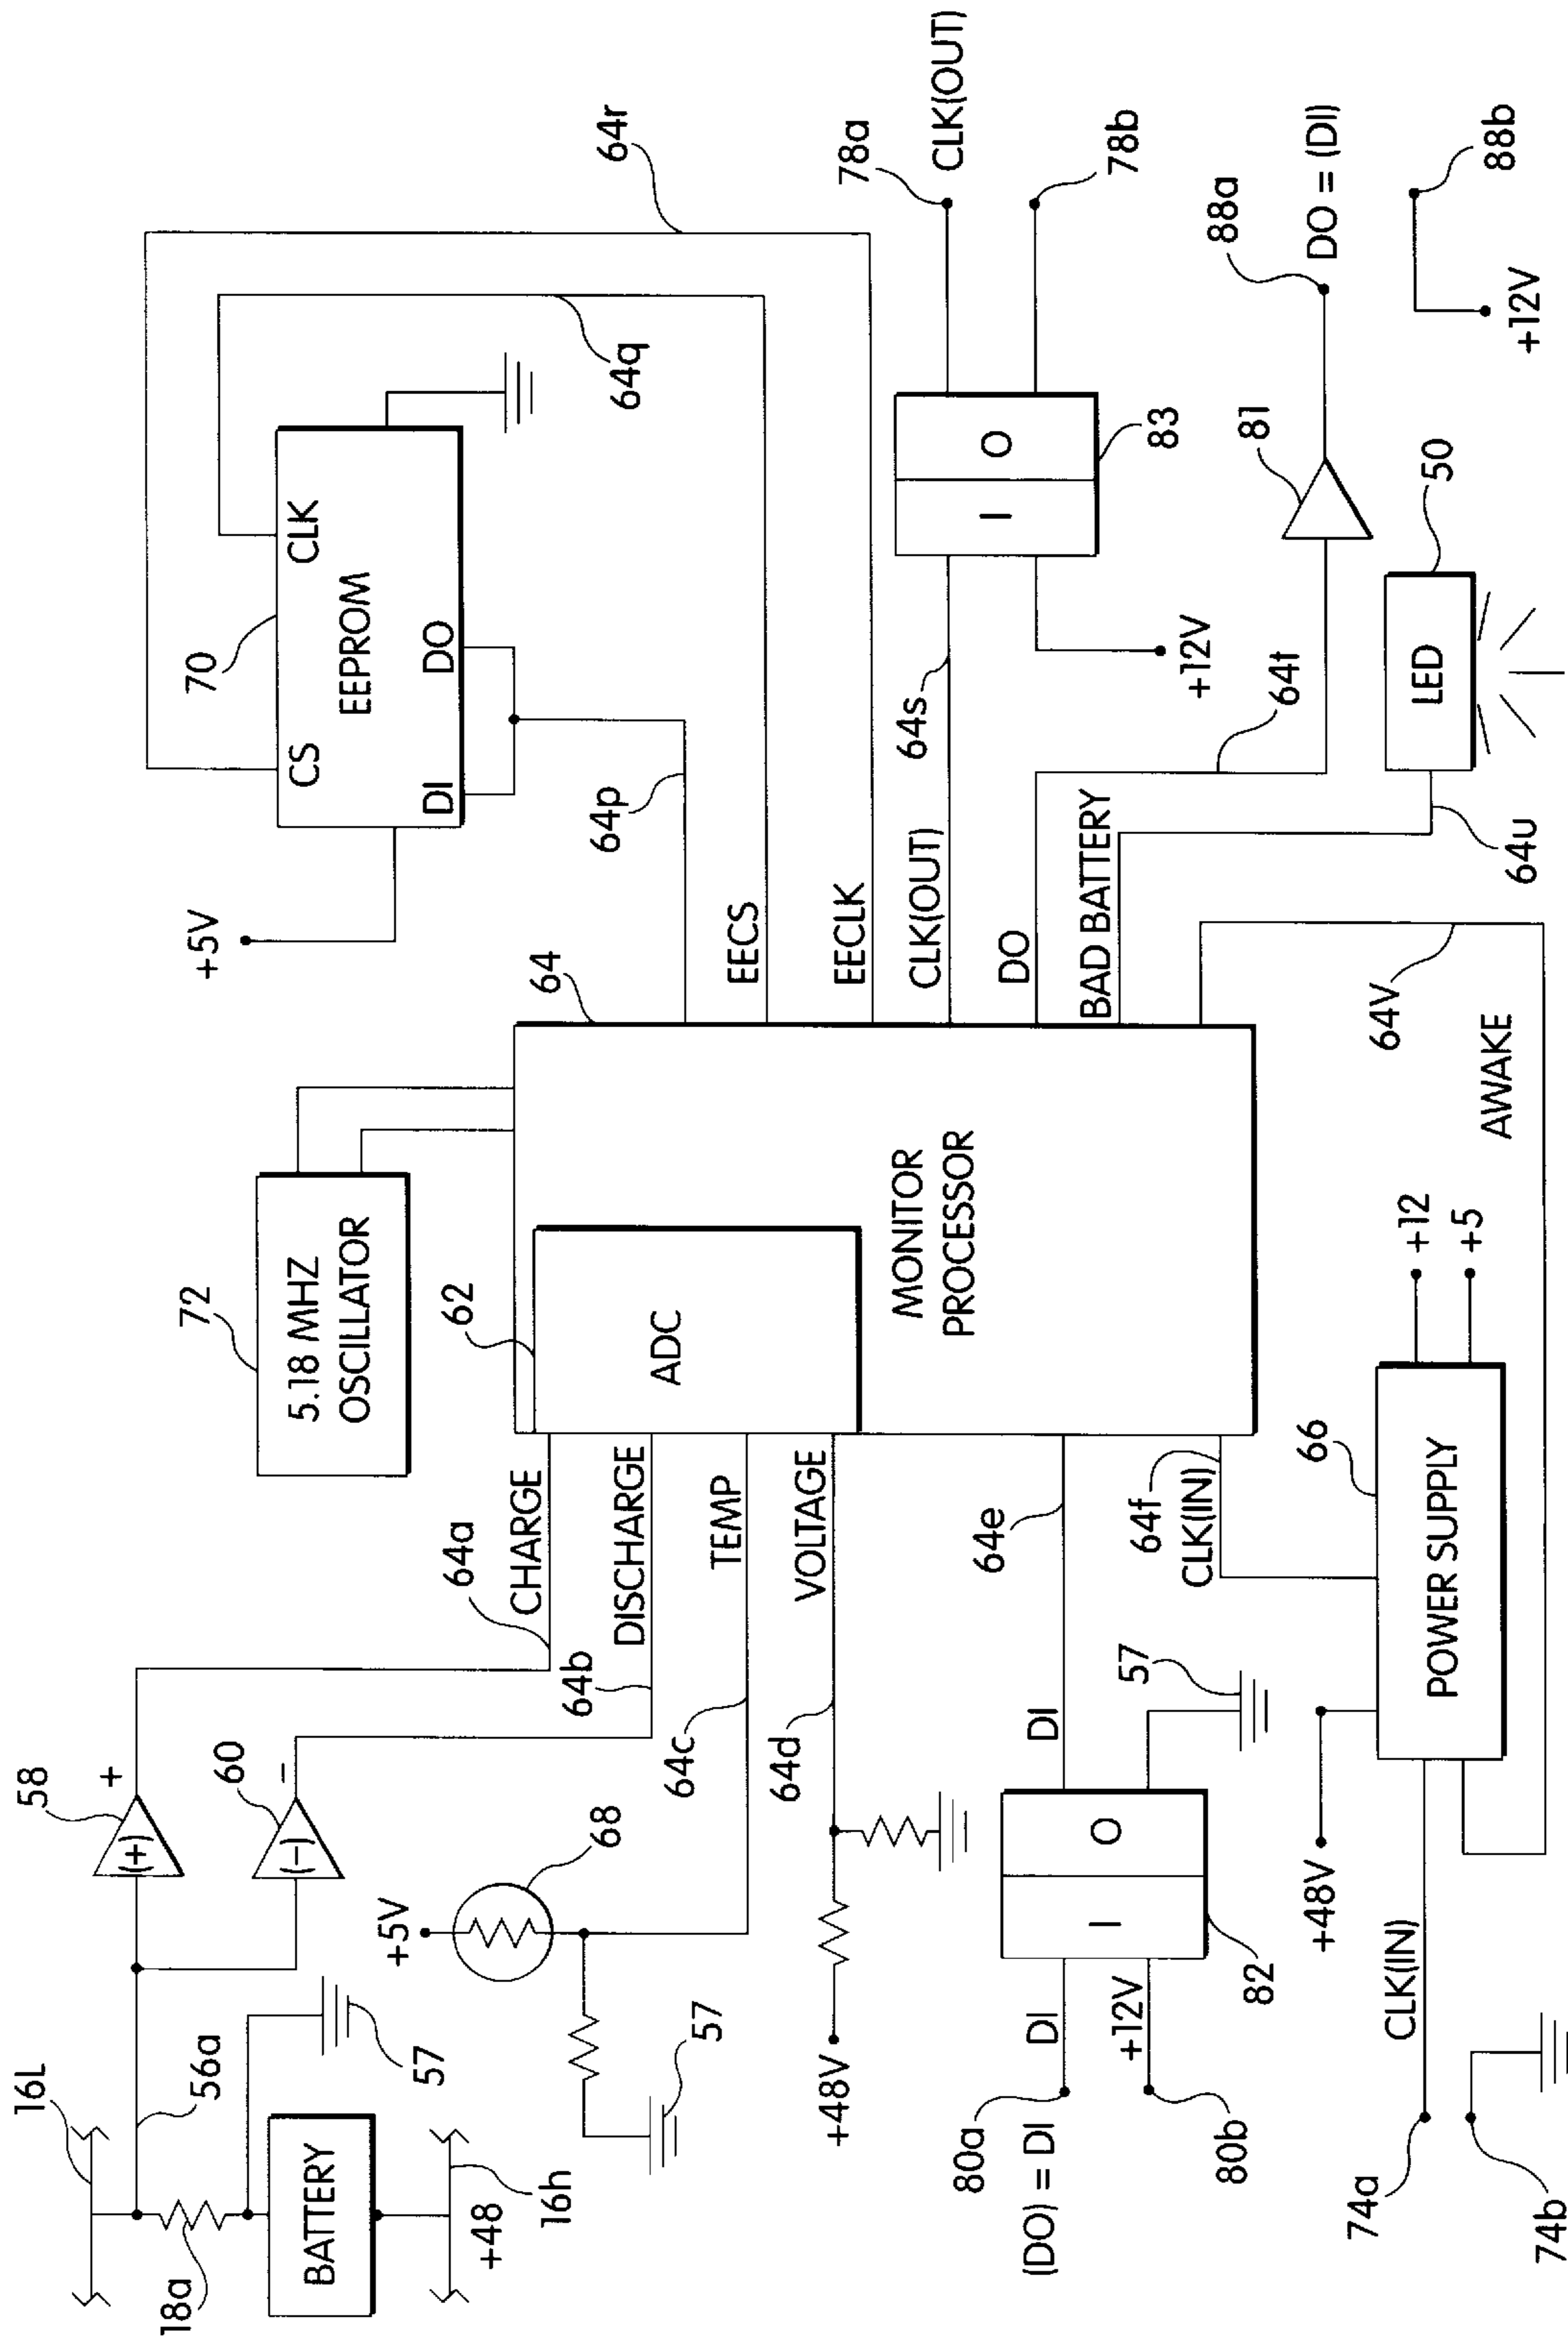 16L
18a
56a
57
BATTERY
+48
16h
58
(+)
+
60
(-)
-
+5V
68
57
64a
CHARGE
64b
DISCHARGE
64c
TEMP
64d
VOLTAGE
+48V
72
5.18 MHZ
OSCILLATOR
62
ADC
64
MONITOR
PROCESSOR
+5V
70
EEPROM
CS
CLK
DI
DO
64p
64q
64r
EECS
EECLK
CLK(OUT)
64s
I
O
83
+12V
78a
CLK(OUT)
78b
DO
64t
81
88a
DO = (DI)
88b
+12V
BAD BATTERY
64u
LED
50
64V
AWAKE
80a
(DO) = DI
DI
+12V
80b
I
O
82
DI
57
64e
64f
CLK(IN)
+48V
66
POWER SUPPLY
+12
+5
CLK(IN)
74a
74b